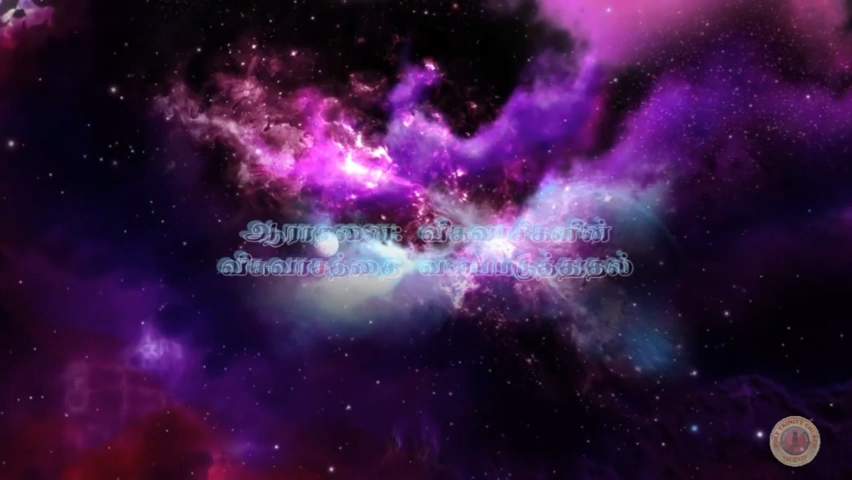 ஆராதனை: விசுவாசிகளின்
விசுவாசத்தை வலுப்படுத்துதல்